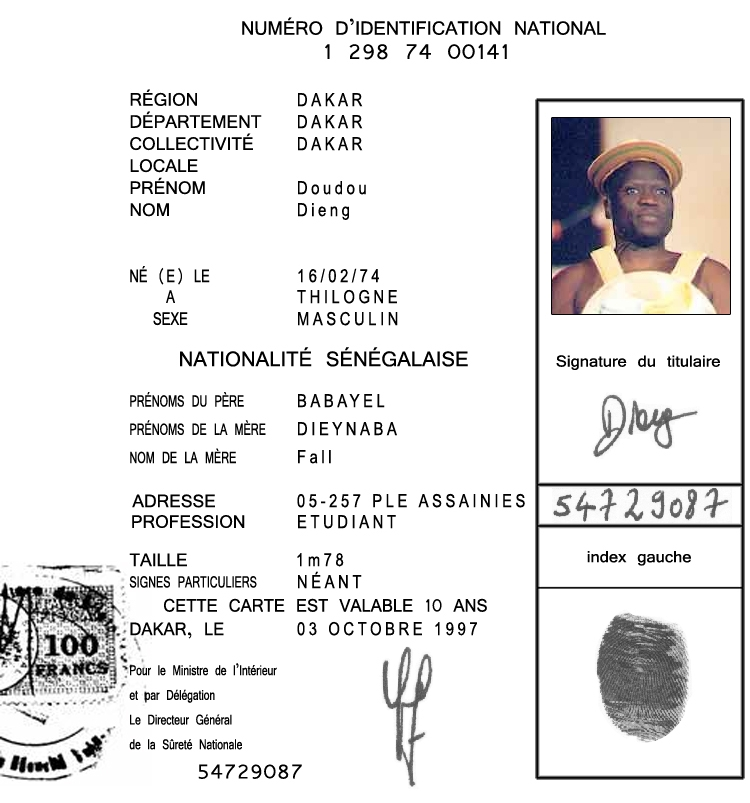 NUMÉRO D'IDENTIFICATION NATIONAL
1 298 74 00141
RÉGION DAKAR
DÉPARTEMENT DAKAR
COLLECTIVITÉ DAKAR
LOCALE
PRÉNOM Doudou
NOM Dieng
NÉ (E) LE 16/02/74
A THILOGNE
SEXE MASCULIN
NATIONALITÉ SÉNÉGALAISE
PRÉNOMS DU PÈRE BABAYEL
PRÉNOMS DE LA MÈRE DIEYNABA
NOM DE LA MÈRE Fall
ADRESSE 05-257 PLE ASSAINIES
PROFESSION ETUDIANT
TAILLE 1m78
SIGNES PARTICULIERS NÉANT
CETTE CARTE EST VALABLE 10 ANS
DAKAR, LE 03 OCTOBRE 1997
Pour le Ministre de l'Intérieur
et par Délégation
Le Directeur Général
de la Sûreté Nationale
54729087
100
FRANCS
Signature du titulaire
Dieng
54729087
index gauche